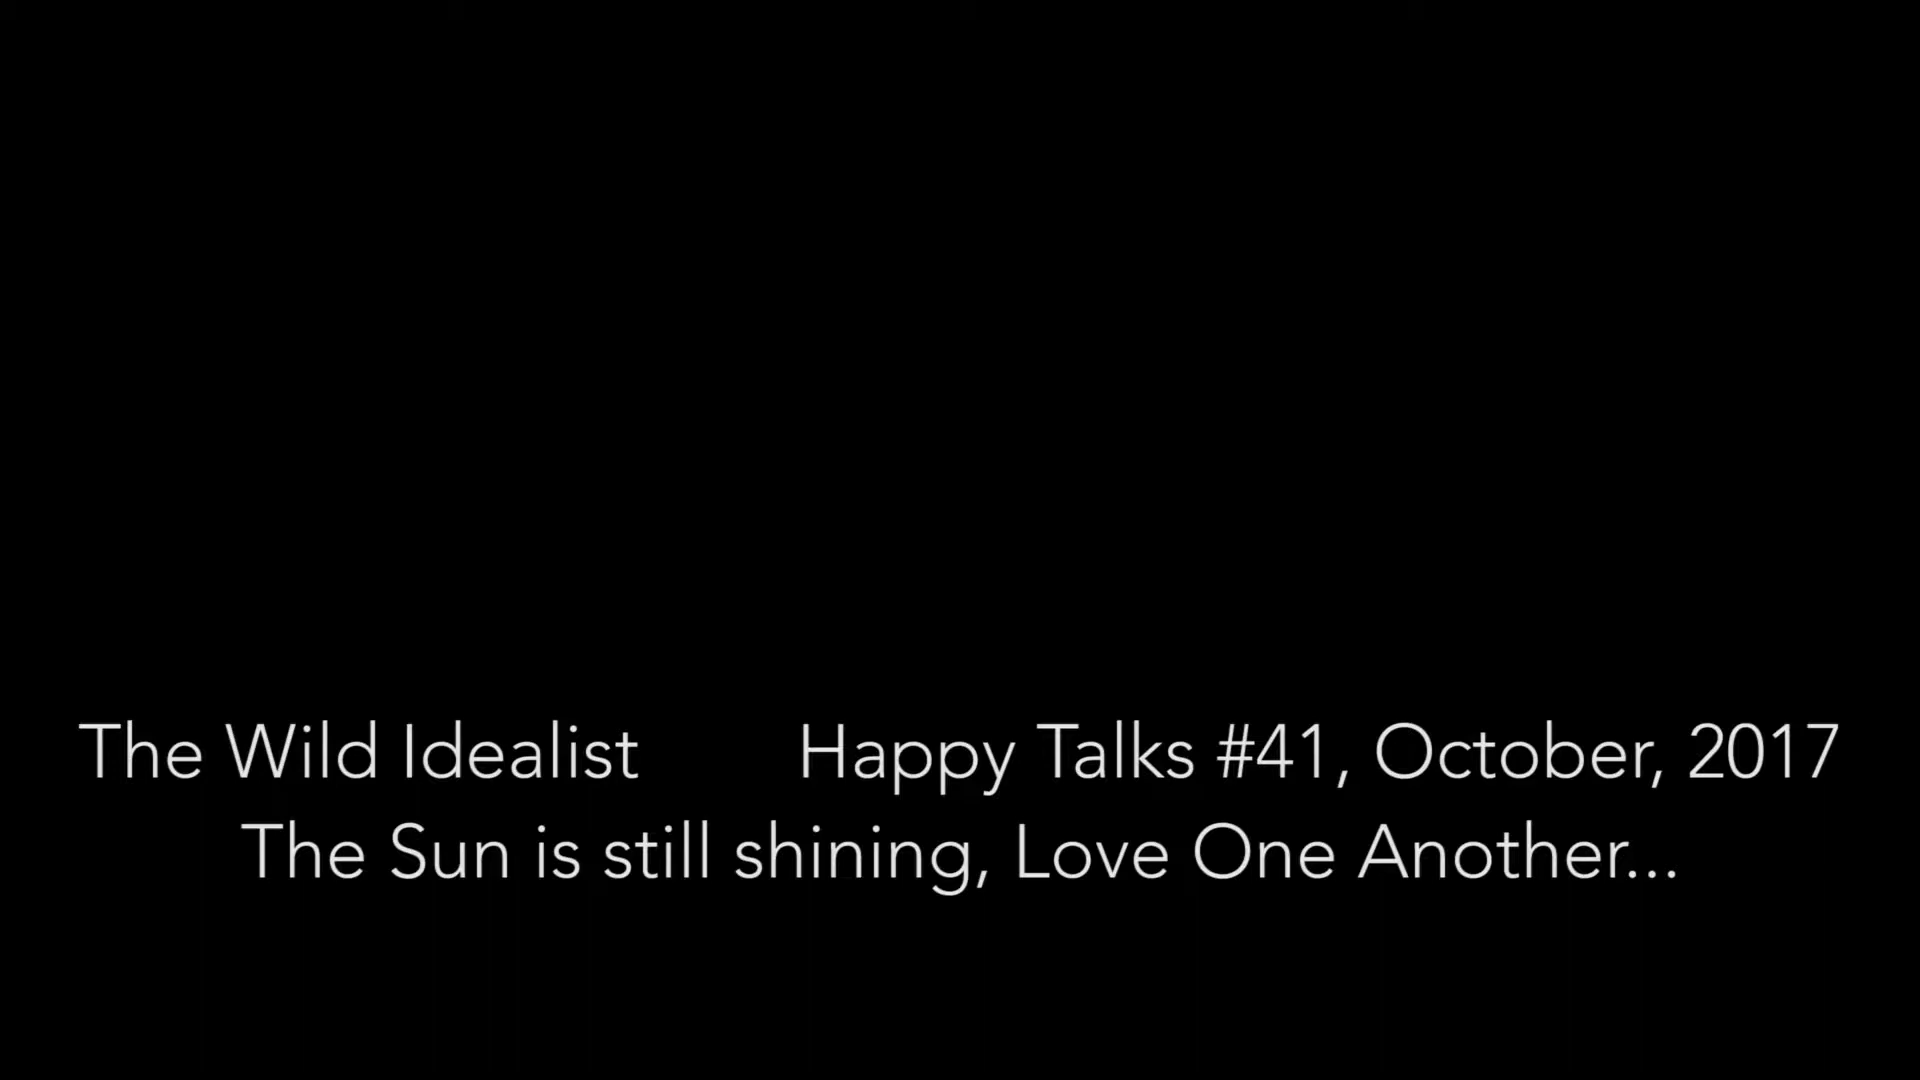 The Wild Idealist Happy Talks #41, October, 2017
The Sun is still shining, Love One Another...